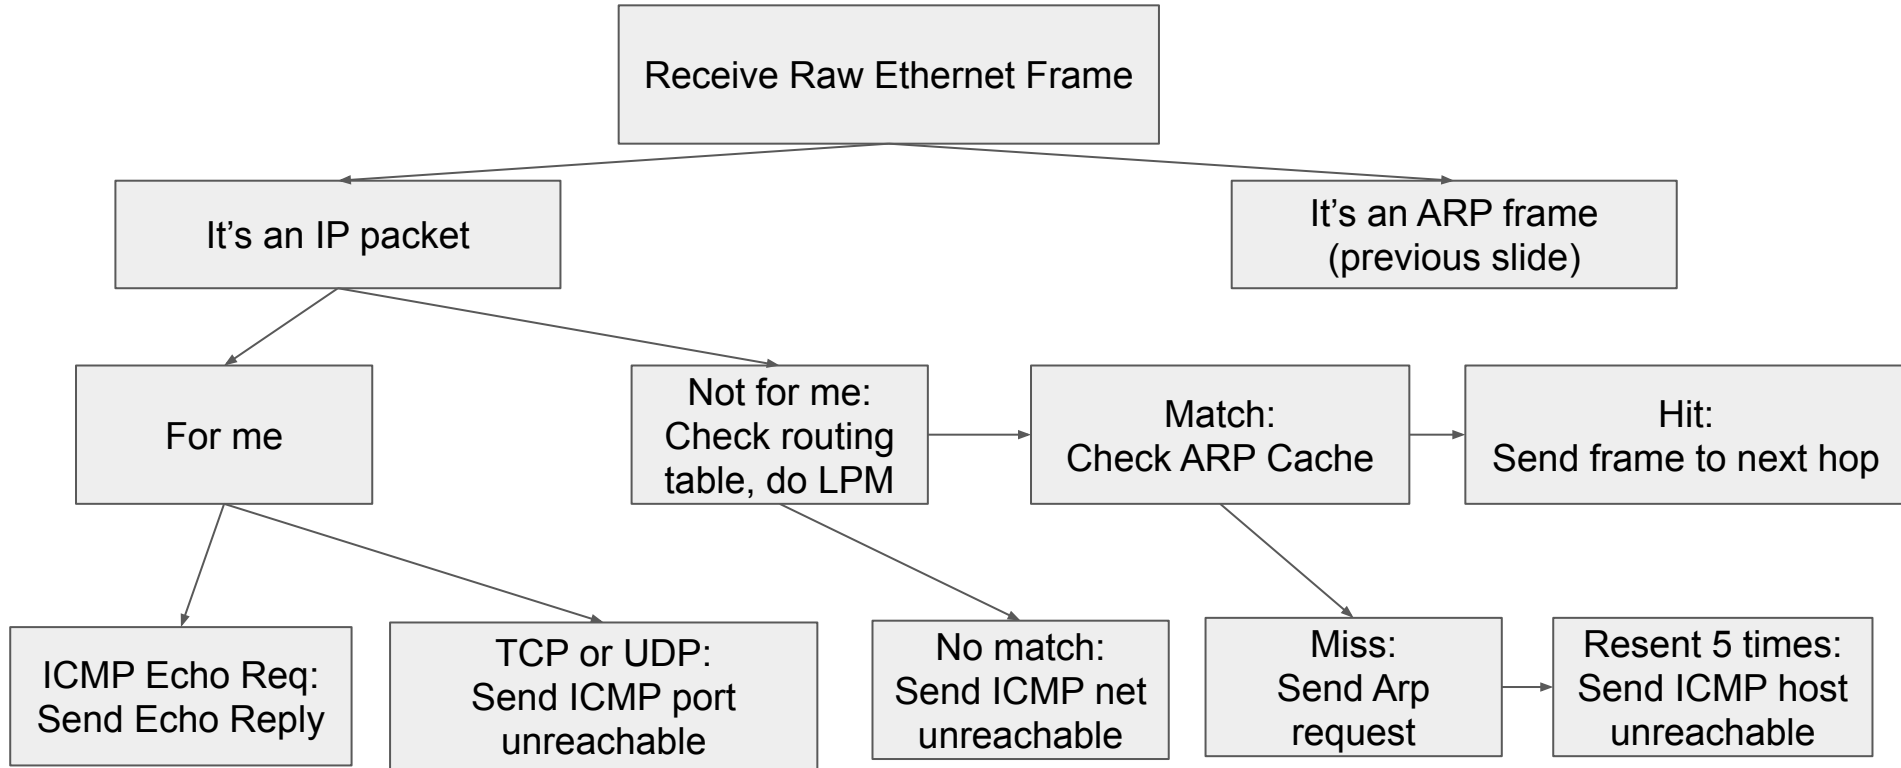 Receive Raw Ethernet Frame
It’s an IP packet
It’s an ARP frame
(previous slide)
For me
Not for me:
Check routing
table, do LPM
Match:
Check ARP Cache
Hit:
Send frame to next hop
ICMP Echo Req:
Send Echo Reply
TCP or UDP:
Send ICMP port
unreachable
No match:
Send ICMP net
unreachable
Miss:
Send Arp
request
Resent 5 times:
Send ICMP host
unreachable